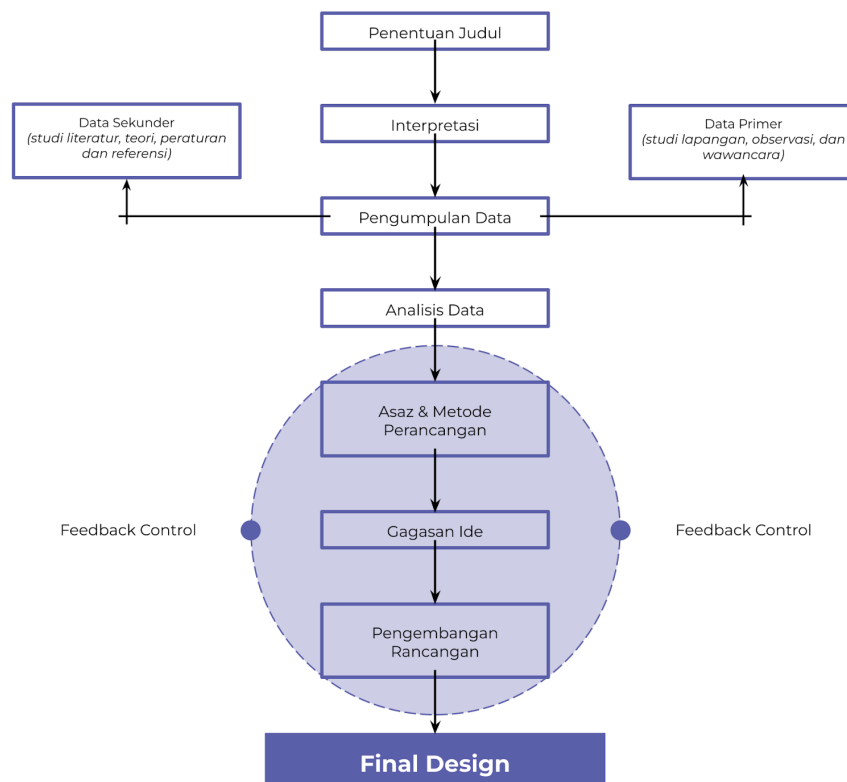 Penentuan Judul
Data Sekunder
(studi literatur, teori, peraturan
dan referensi)
Interpretasi
Data Primer
(studi lapangan, observasi, dan
wawancara)
Pengumpulan Data
Analisis Data
Asaz & Metode
Perancangan
Feedback Control
Gagasan Ide
Feedback Control
Pengembangan
Rancangan
Final Design